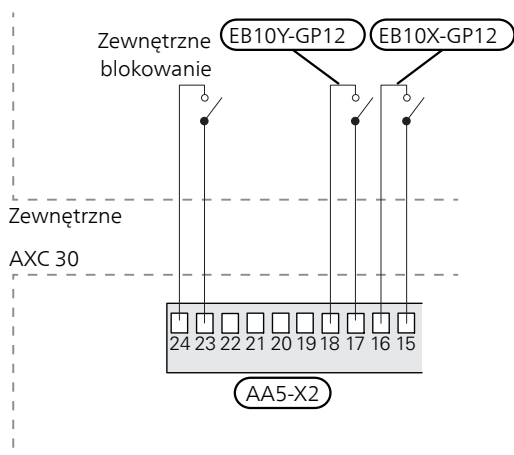 Zewnętrzne
blokowanie
EB10Y-GP12
EB10X-GP12
Zewnętrzne
AXC 30
24 23 22 21 20 19 18 17 16 15
AA5-X2